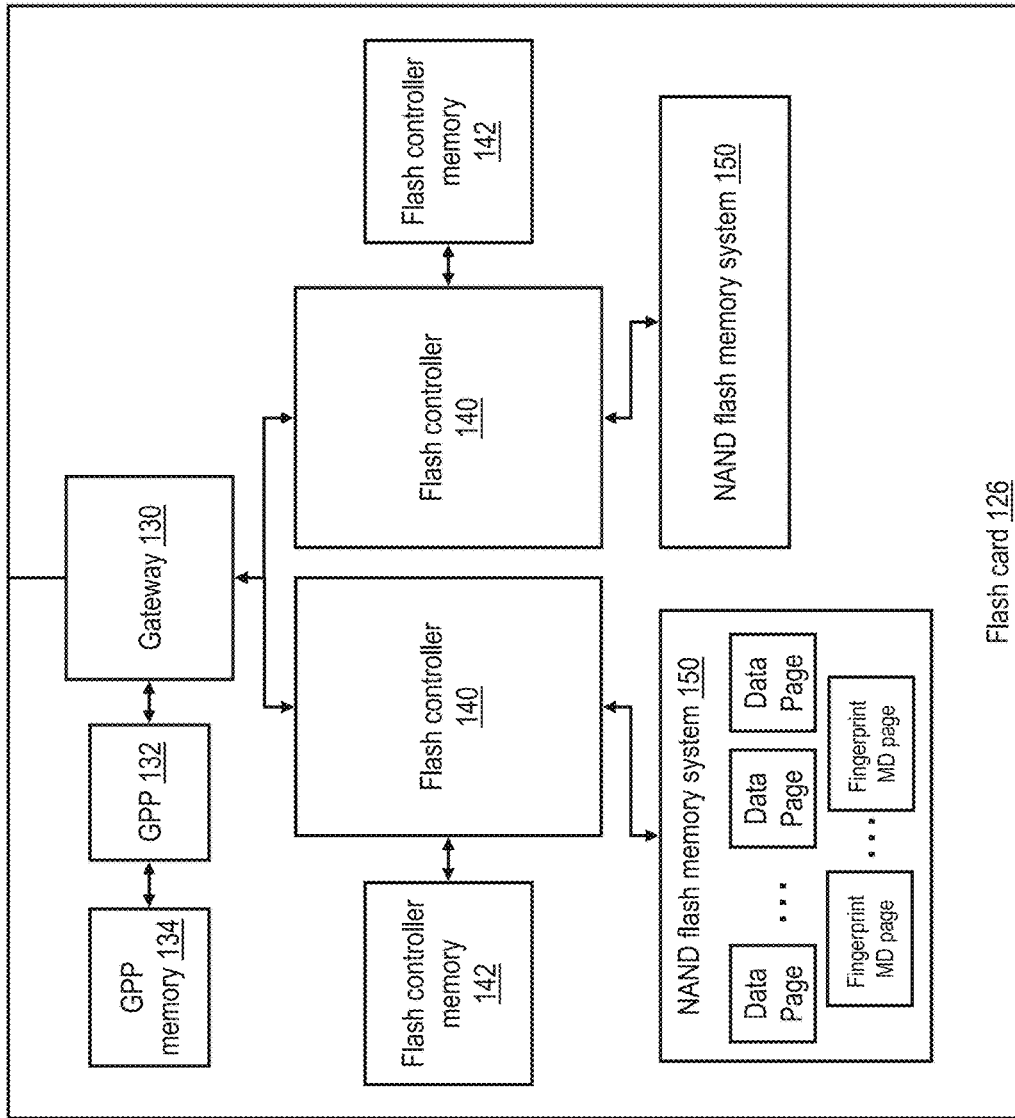 GPP
memory 134
GPP 132
Gateway 130
Flash controller
memory
142
Flash controller
140
Flash controller
140
Flash controller
memory
142
NAND flash memory system 150
Data
Page
• • •
Data
Page
Data
Page
Fingerprint
MD page
• • •
Fingerprint
MD page
NAND flash memory system 150
Flash card 126